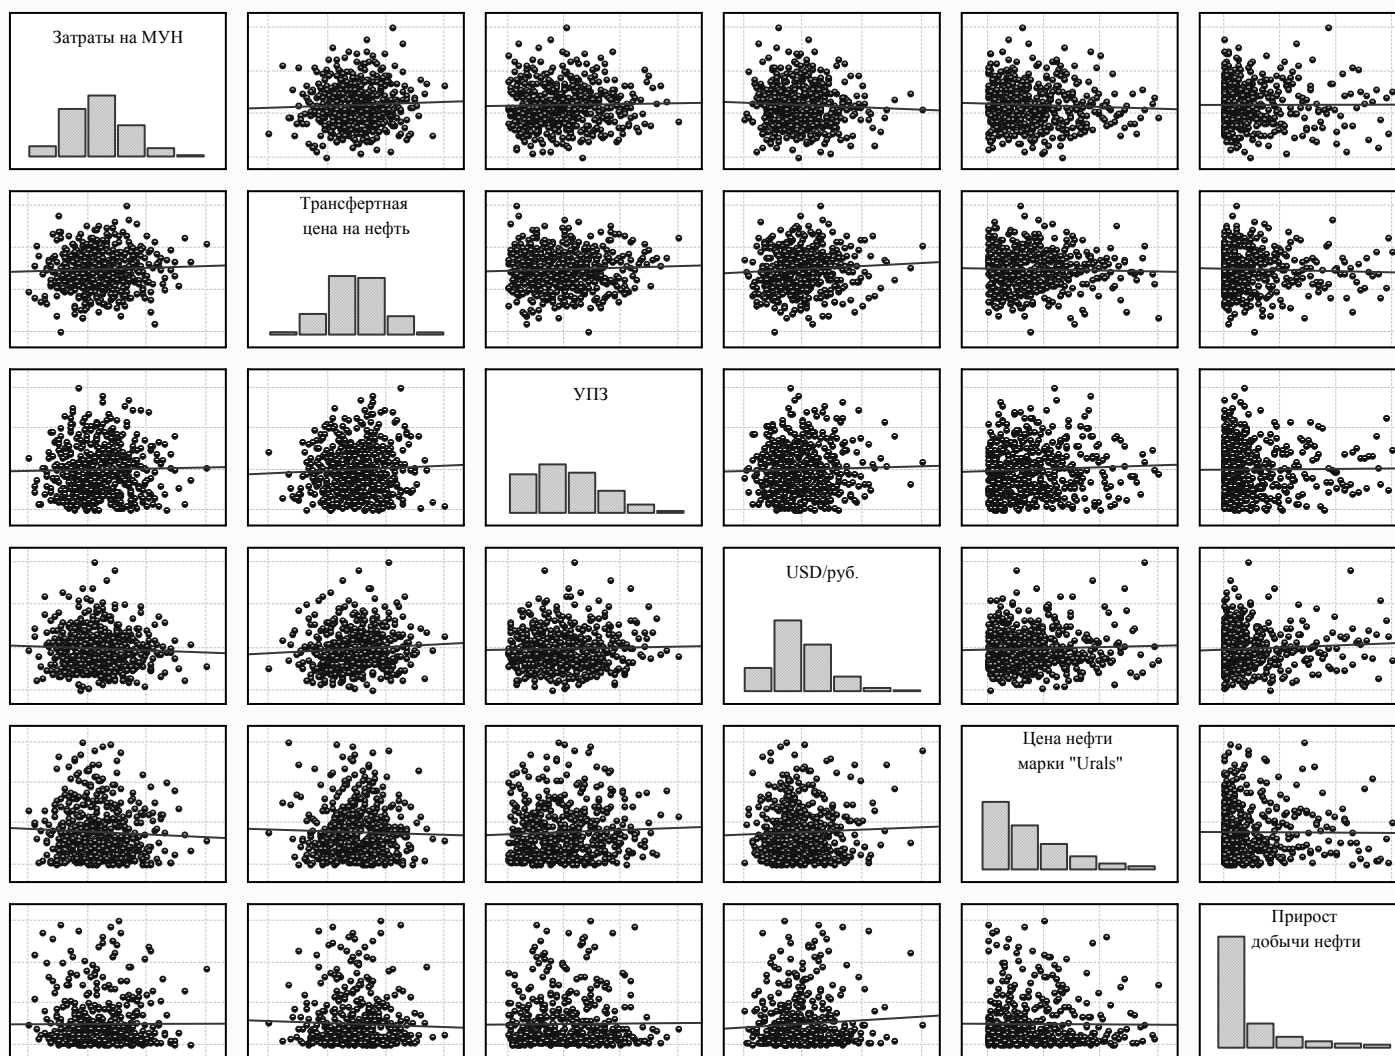 Затраты на МУН
Трансфертная
цена на нефть
УПЗ
USD/руб.
Цена нефти
марки "Urals"
Прирост
добычи нефти